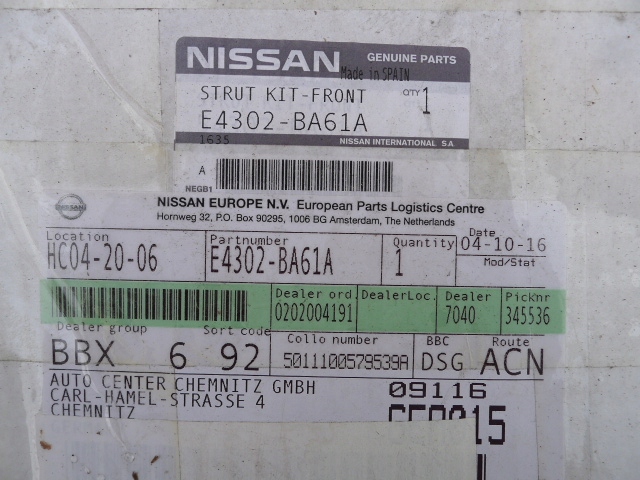 NISSAN GENUINE PARTS
Made in SPAIN
STRUT KIT-FRONT Q'TY 1
E4302-BA61A
1635 NISSAN INTERNATIONAL S.A.
A
NEGB1
NISSAN NISSAN EUROPE N.V. European Parts Logistics Centre
Hornweg 32, P.O. Box 90295, 1006 BG Amsterdam, The Netherlands
Location Partnumber Quantity Date
HC04-20-06 E4302-BA61A 1 04-10-16
Mod/Stat
Dealer ord DealerLoc. Dealer Picknr
0202004191 7040 345536
Dealer group Sort code Collo number BBC Route
BBX 6 92 5011100579539A DSG ACN
AUTO CENTER CHEMNITZ GMBH 09116
CARL-HAMEL-STRASSE 4
CHEMNITZ